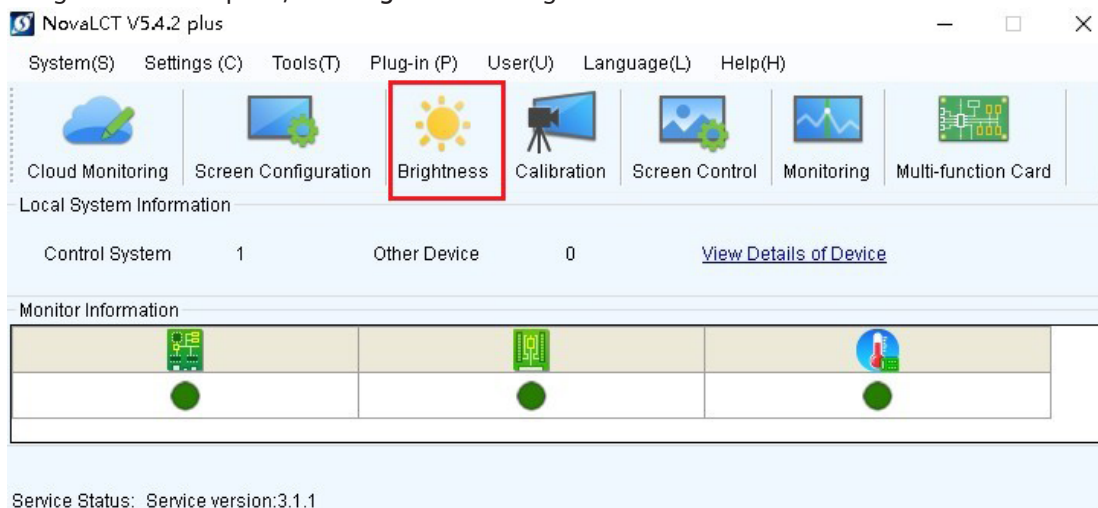 NovaLCT V5.4.2 plus
System(S) Settings (C) Tools(T) Plug-in (P) User(U) Language(L) Help(H)
Cloud Monitoring Screen Configuration Brightness Calibration Screen Control Monitoring Multi-function Card
Local System Information
Control System 1 Other Device 0 View Details of Device
Monitor Information
Service Status: Service version:3.1.1